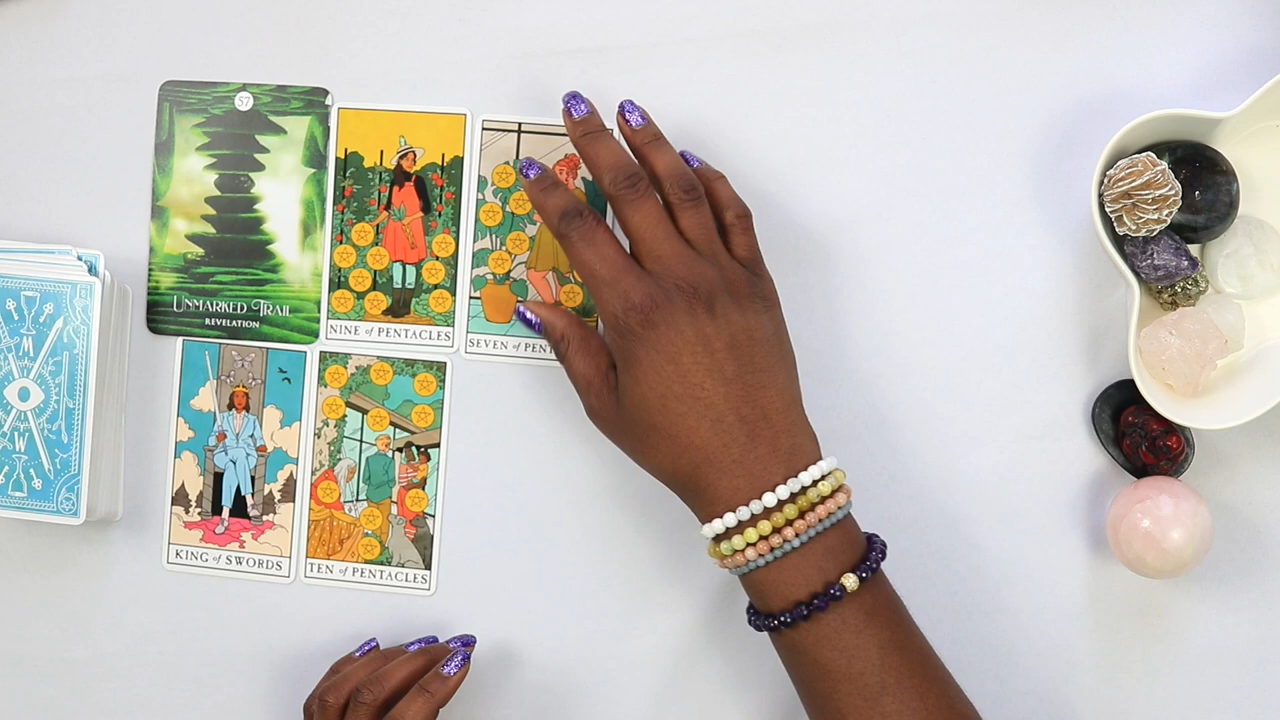 57
UNMARKED TRAIL
REVELATION
NINE of PENTACLES
SEVEN of PENT
KING of SWORDS
TEN of PENTACLES
M
W